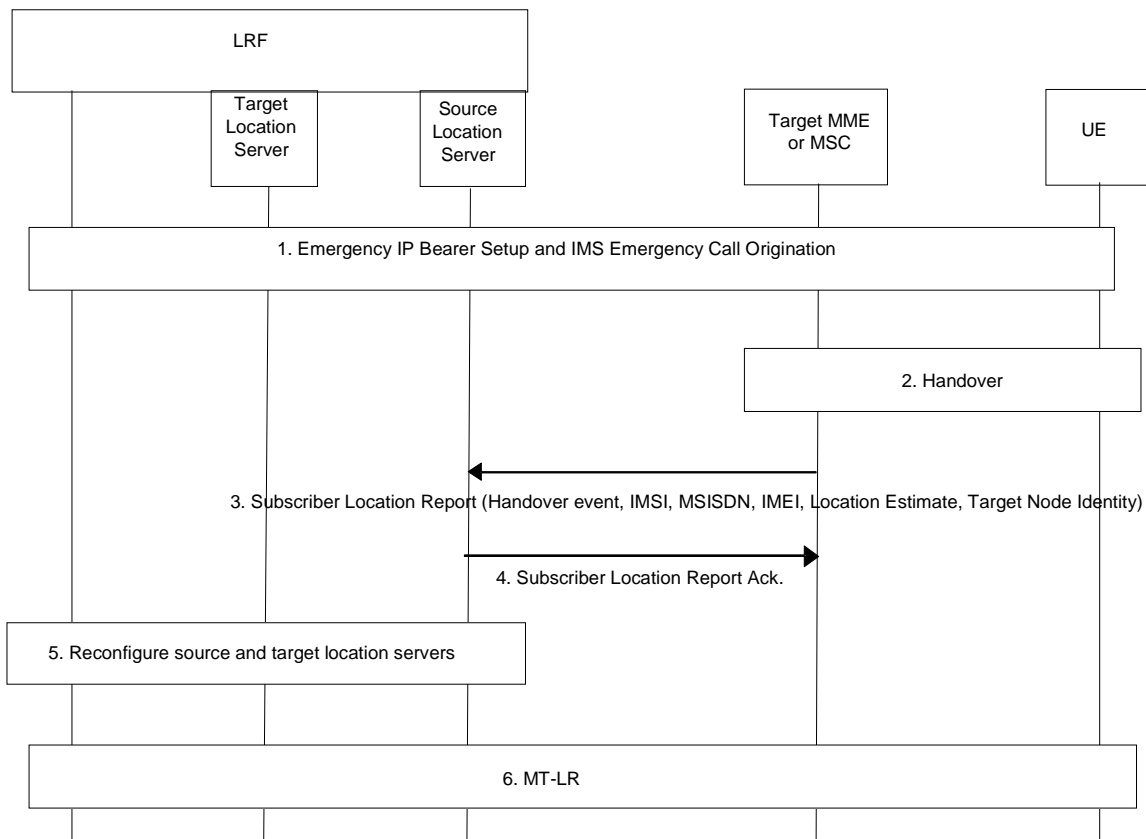 LRF
Target
Location
Server
Source
Location
Server
Target MME
or MSC
UE
1. Emergency IP Bearer Setup and IMS Emergency Call Origination
2. Handover
3. Subscriber Location Report (Handover event, IMSI, MSISDN, IMEI, Location Estimate, Target Node Identity)
4. Subscriber Location Report Ack.
5. Reconfigure source and target location servers
6. MT-LR